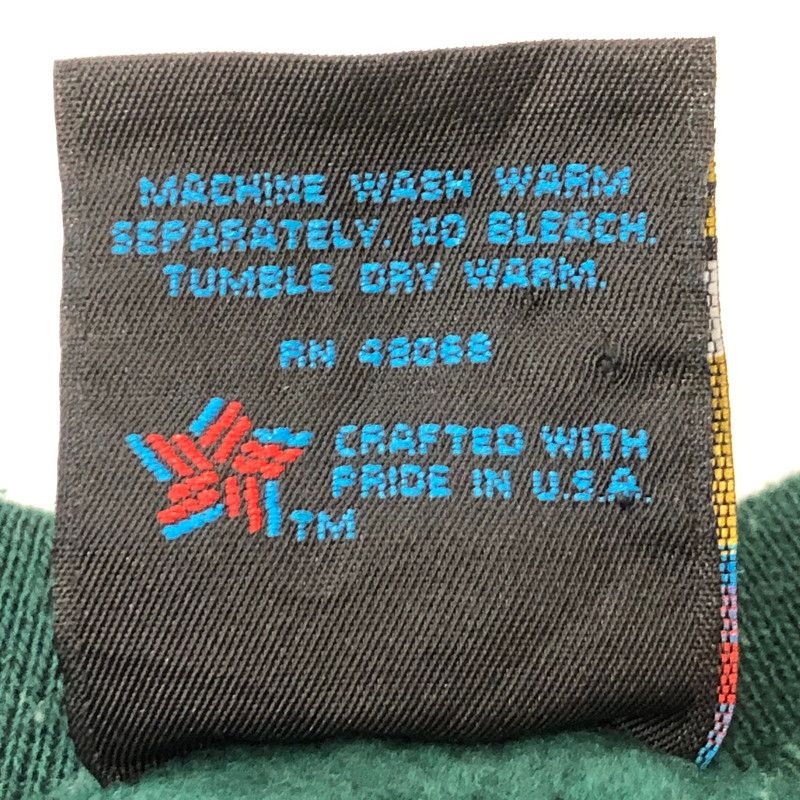 MACHINE WASH WARM
SEPARATELY. NO BLEACH.
TUMBLE DRY WARM.
RN 48068
CRAFTED WITH
PRIDE IN U.S.A.
TM